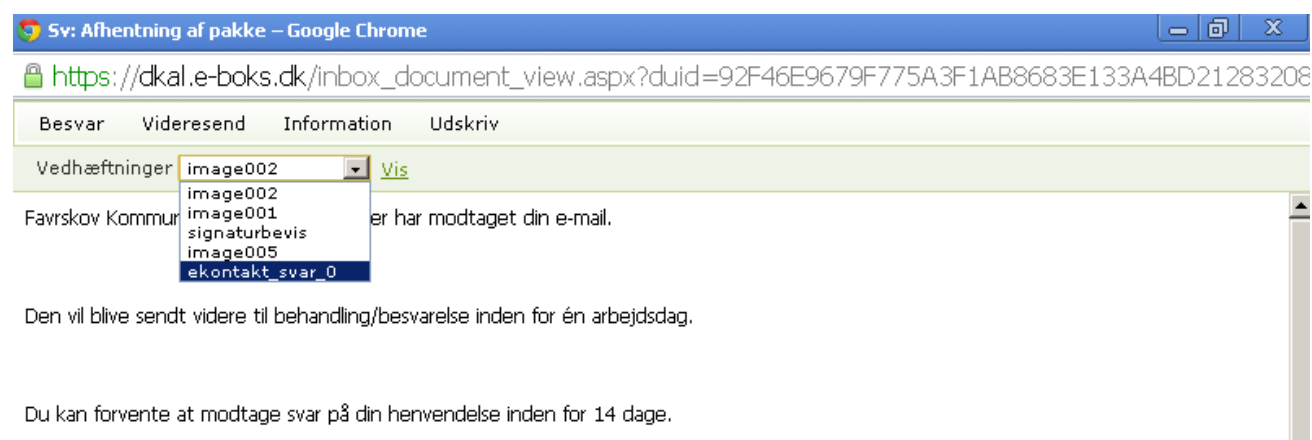 Sv: Afhentning af pakke – Google Chrome
https://dkal.e-boks.dk/inbox_document_view.aspx?duid=92F46E9679F775A3F1AB8683E133A4BD21283208
Besvar Videresend Information Udskriv
Vedhæftninger image002 Vis
image002
image001
signaturbevis
image005
ekontakt_svar_0
Favrskov Kommun er har modtaget din e-mail.
Den vil blive sendt videre til behandling/besvarelse inden for én arbejdsdag.
Du kan forvente at modtage svar på din henvendelse inden for 14 dage.